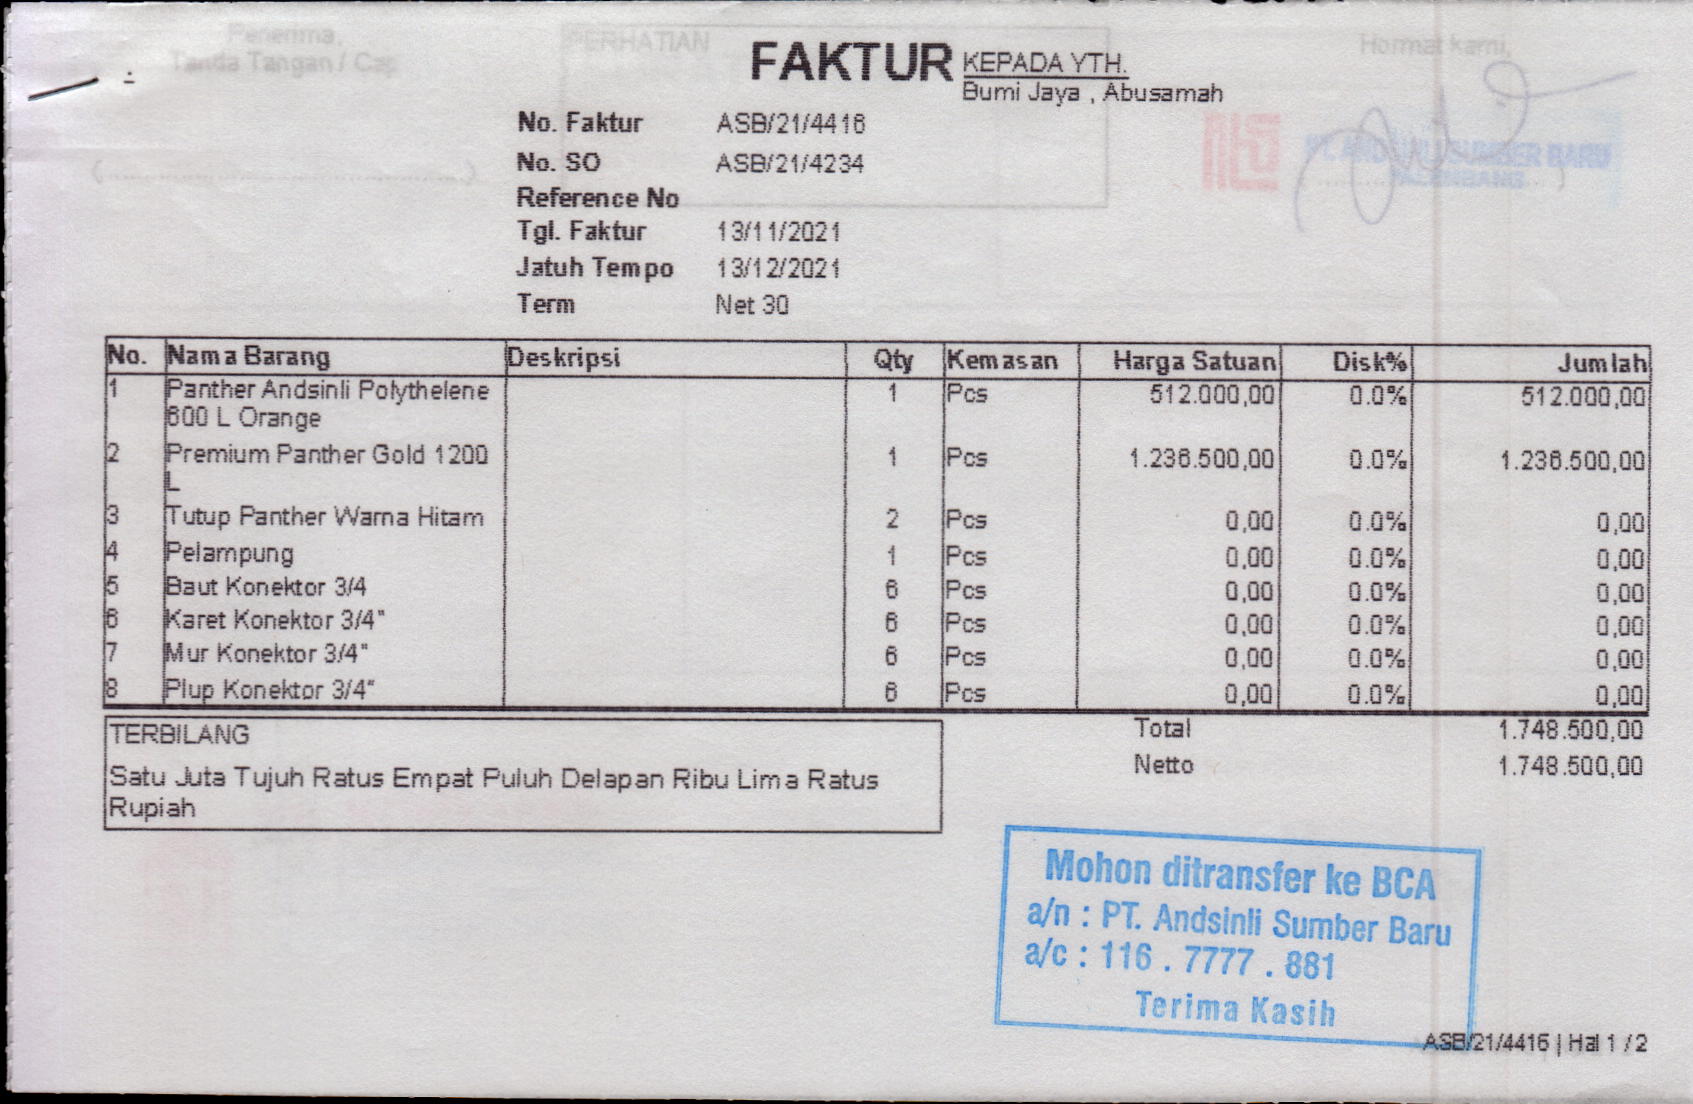 Penerima,
Tanda Tangan / Cap
PERHATIAN
Hormat kami,
FAKTUR
KEPADA YTH.
Bumi Jaya , Abusamah
No. Faktur ASB/21/4416
No. SO ASB/21/4234
Reference No
Tgl. Faktur 13/11/2021
Jatuh Tempo 13/12/2021
Term Net 30
PT. ANDSINLI SUMBER BARU
PALEMBANG
No. Nama Barang Deskripsi Qty Kemasan Harga Satuan Disk% Jumlah
1 Panther Andsinli Polythelene 1 Pcs 512.000,00 0.0% 512.000,00
600 L Orange
2 Premium Panther Gold 1200 1 Pcs 1.236.500,00 0.0% 1.236.500,00
L
3 Tutup Panther Warna Hitam 2 Pcs 0,00 0.0% 0,00
4 Pelampung 1 Pcs 0,00 0.0% 0,00
5 Baut Konektor 3/4 6 Pcs 0,00 0.0% 0,00
6 Karet Konektor 3/4" 6 Pcs 0,00 0.0% 0,00
7 Mur Konektor 3/4" 6 Pcs 0,00 0.0% 0,00
8 Plup Konektor 3/4" 6 Pcs 0,00 0.0% 0,00
TERBILANG
Satu Juta Tujuh Ratus Empat Puluh Delapan Ribu Lima Ratus
Rupiah
Total 1.748.500,00
Netto 1.748.500,00
Mohon ditransfer ke BCA
a/n : PT. Andsinli Sumber Baru
a/c : 116 . 7777 . 881
Terima Kasih
ASB/21/4416 | Hal 1 / 2